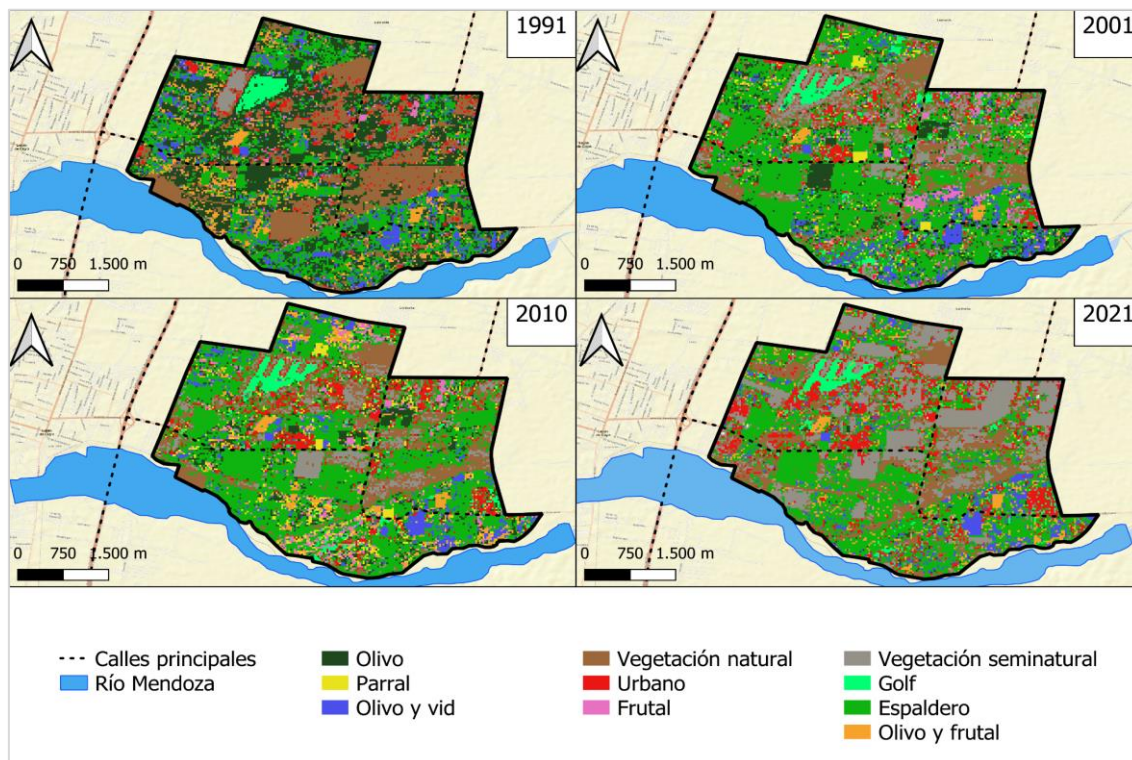 1991
0 750 1.500 m
2001
0 750 1.500 m
2010
0 750 1.500 m
2021
0 750 1.500 m
Calles principales
Río Mendoza
Olivo
Parral
Olivo y vid
Vegetación natural
Urbano
Frutal
Vegetación seminatural
Golf
Espaldero
Olivo y frutal